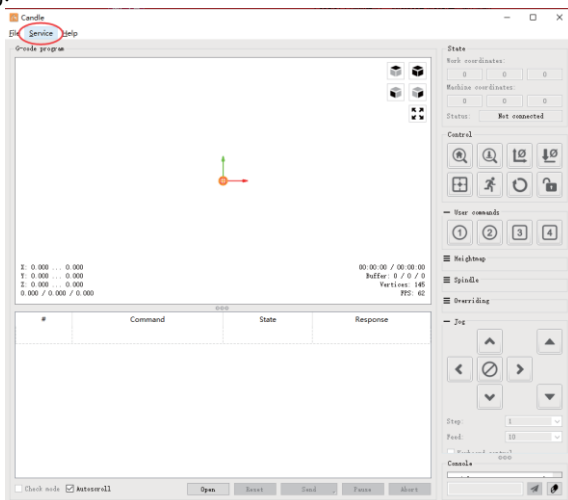 Candle
File Service Help
G-code program
State
Work coordinates:
0 0 0
Machine coordinates:
0 0 0
Status: Not connected
Control
User commands
1 2 3 4
Heightmap
Spindle
Overriding
Jog
X: 0.000 ... 0.000
Y: 0.000 ... 0.000
Z: 0.000 ... 0.000
0.000 / 0.000 / 0.000
00:00:00 / 00:00:00
Buffer: 0 / 0 / 0
Vertices: 145
FPS: 62
# Command State Response
Step: 1
Feed: 10
Keyboard control
Console
Check mode Autoscroll Open Reset Send Pause Abort